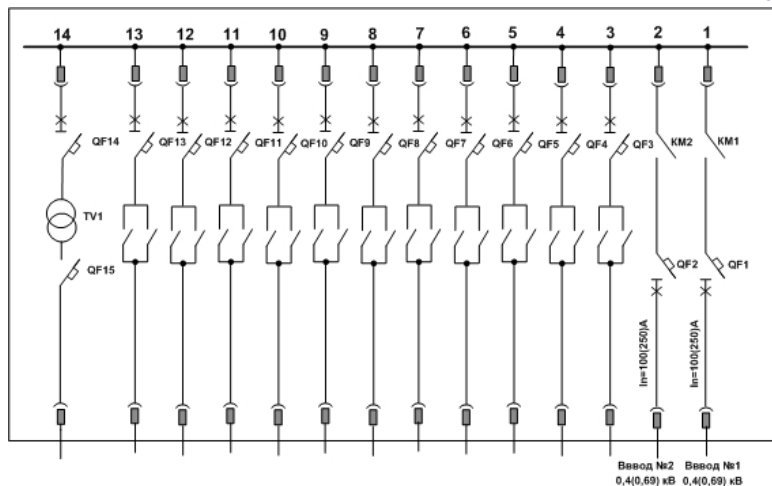 14 13 12 11 10 9 8 7 6 5 4 3 2 1
QF14 QF13 QF12 QF11 QF10 QF9 QF8 QF7 QF6 QF5 QF4 QF3 KM2 KM1
TV1
QF15 QF2 QF1
In=100(250)A In=100(250)A
Вввод №2 Вввод №1
0,4(0,69) кВ 0,4(0,69) кВ